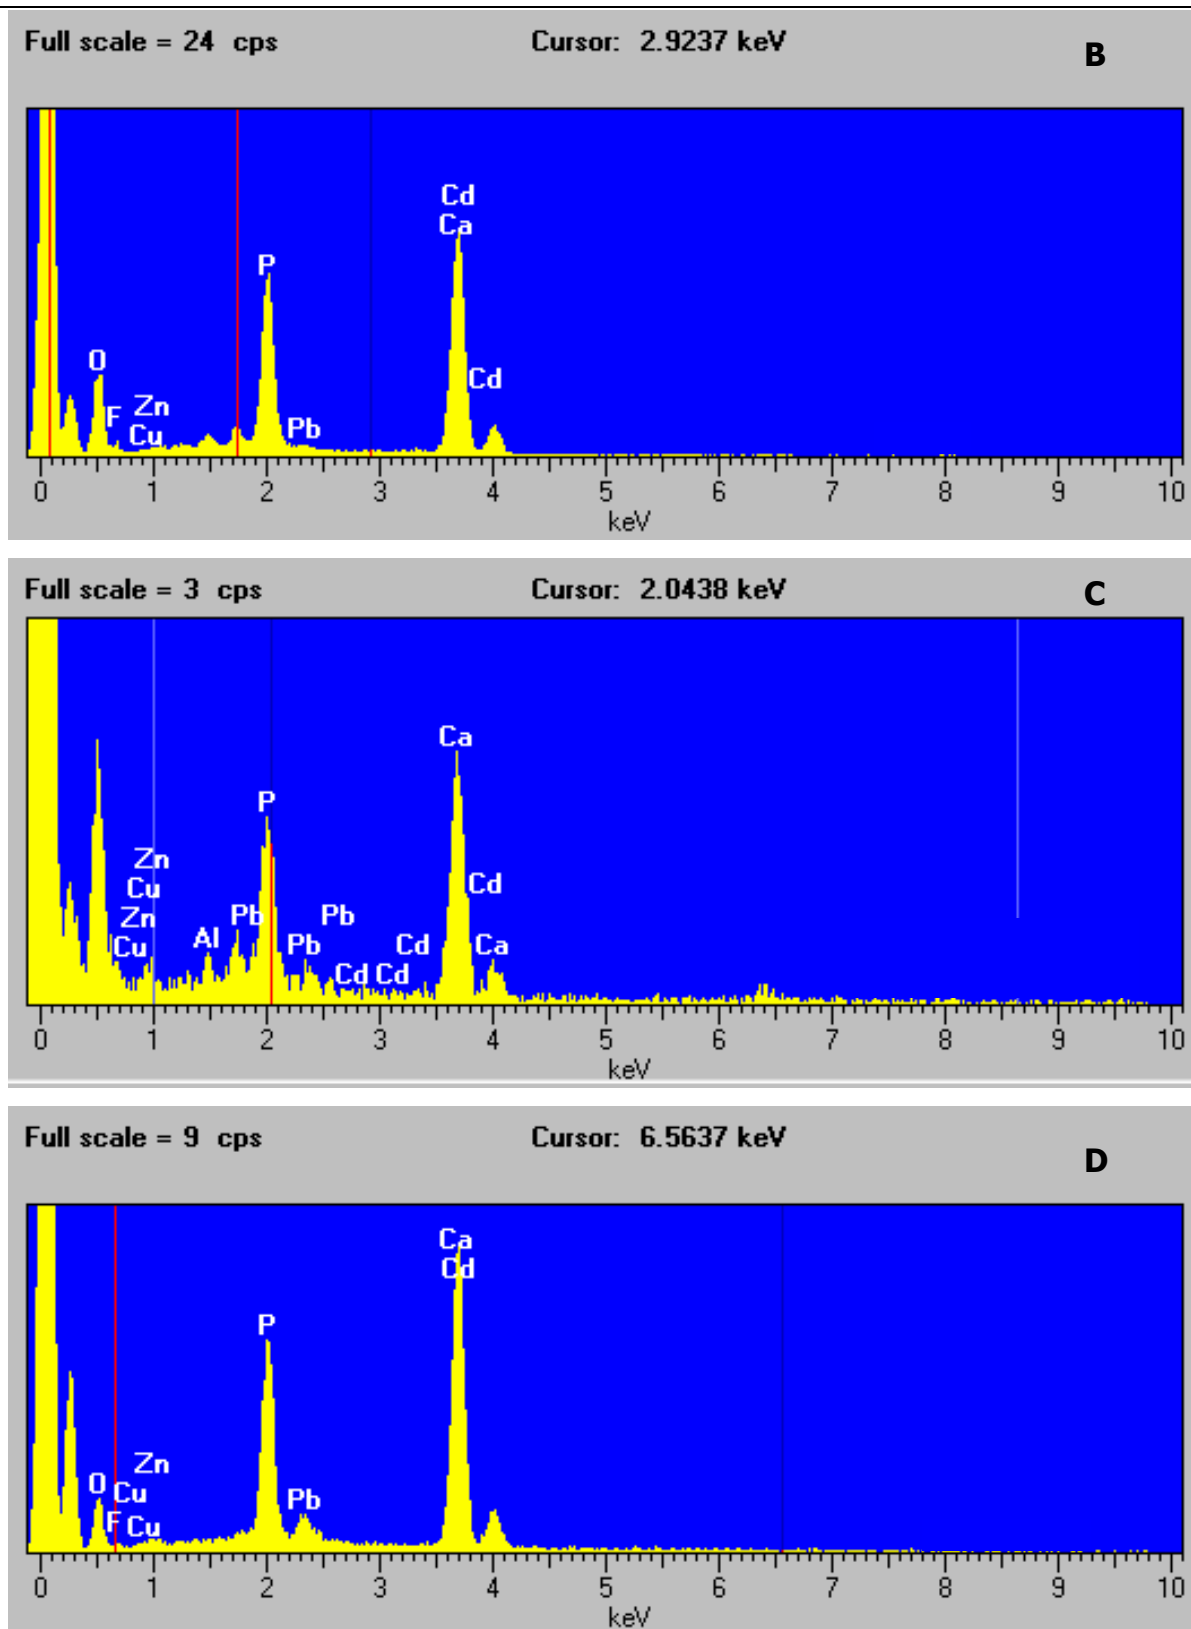 Full scale = 24 cps Cursor: 2.9237 keV B
Cd
Ca
P
O Cd
F Zn
Cu Pb
0 1 2 3 4 5 6 7 8 9 10
keV
Full scale = 3 cps Cursor: 2.0438 keV C
Ca
P
Zn
Cu Cd
Zn Pb Pb
Cu Al Pb Cd Ca
Cd Cd
0 1 2 3 4 5 6 7 8 9 10
keV
Full scale = 9 cps Cursor: 6.5637 keV D
Ca
Cd
P
Zn
O Cu Pb
F Cu
0 1 2 3 4 5 6 7 8 9 10
keV